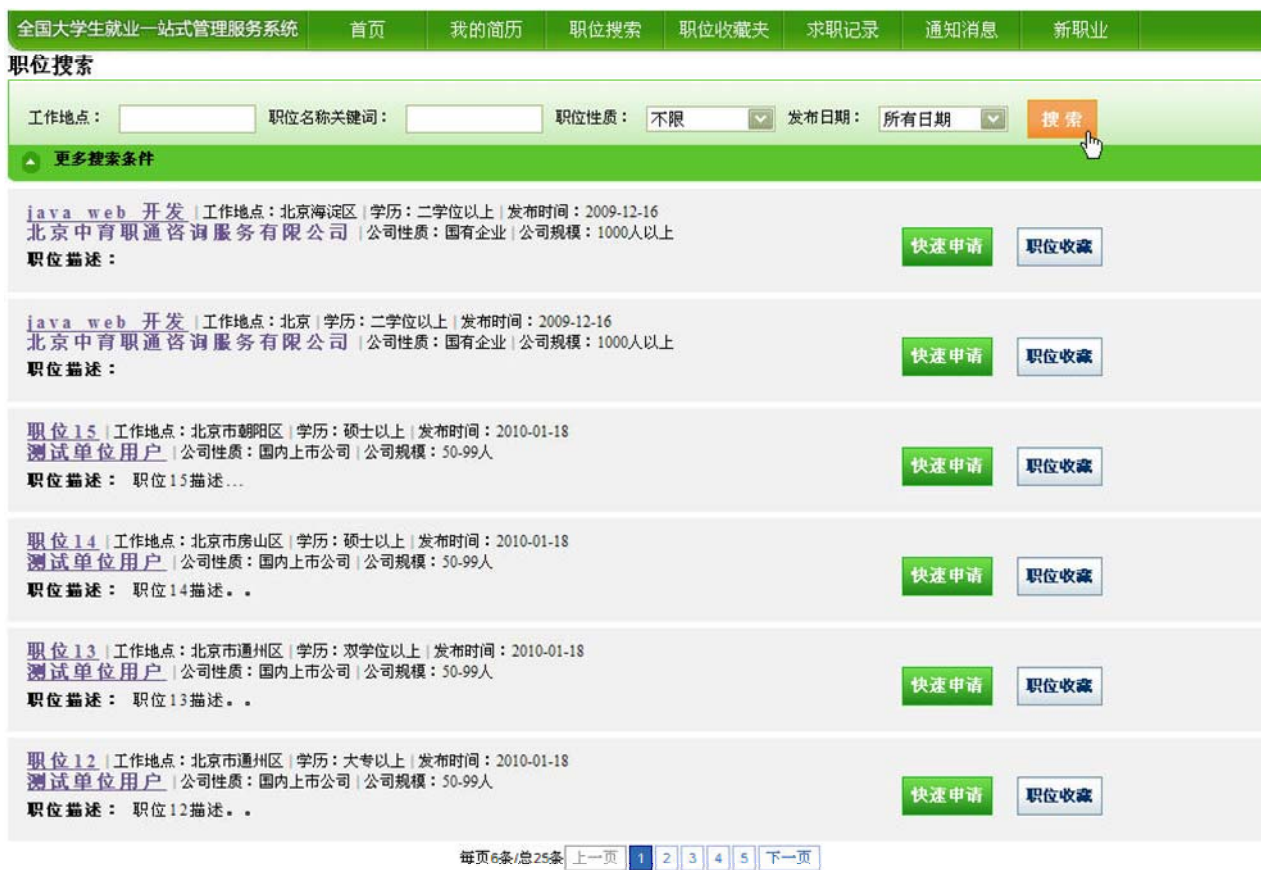 全国大学生就业一站式管理服务系统 首页 我的简历 职位搜索 职位收藏夹 求职记录 通知消息 新职业
职位搜索
工作地点： 职位名称关键词： 职位性质： 不限 发布日期： 所有日期 搜索
更多搜索条件
java web 开发 | 工作地点：北京海淀区 | 学历：二学位以上 | 发布时间：2009-12-16
北京中育职通咨询服务有限公司 | 公司性质：国有企业 | 公司规模：1000人以上
快速申请 职位收藏
职位描述：
java web 开发 | 工作地点：北京 | 学历：二学位以上 | 发布时间：2009-12-16
北京中育职通咨询服务有限公司 | 公司性质：国有企业 | 公司规模：1000人以上
快速申请 职位收藏
职位描述：
职位15 | 工作地点：北京市朝阳区 | 学历：硕士以上 | 发布时间：2010-01-18
测试单位用户 | 公司性质：国内上市公司 | 公司规模：50-99人
快速申请 职位收藏
职位描述： 职位15描述...
职位14 | 工作地点：北京市房山区 | 学历：硕士以上 | 发布时间：2010-01-18
测试单位用户 | 公司性质：国内上市公司 | 公司规模：50-99人
快速申请 职位收藏
职位描述： 职位14描述。。
职位13 | 工作地点：北京市通州区 | 学历：双学位以上 | 发布时间：2010-01-18
测试单位用户 | 公司性质：国内上市公司 | 公司规模：50-99人
快速申请 职位收藏
职位描述： 职位13描述。。
职位12 | 工作地点：北京市通州区 | 学历：大专以上 | 发布时间：2010-01-18
测试单位用户 | 公司性质：国内上市公司 | 公司规模：50-99人
快速申请 职位收藏
职位描述： 职位12描述。。
每页6条/总25条 上一页 1 2 3 4 5 下一页